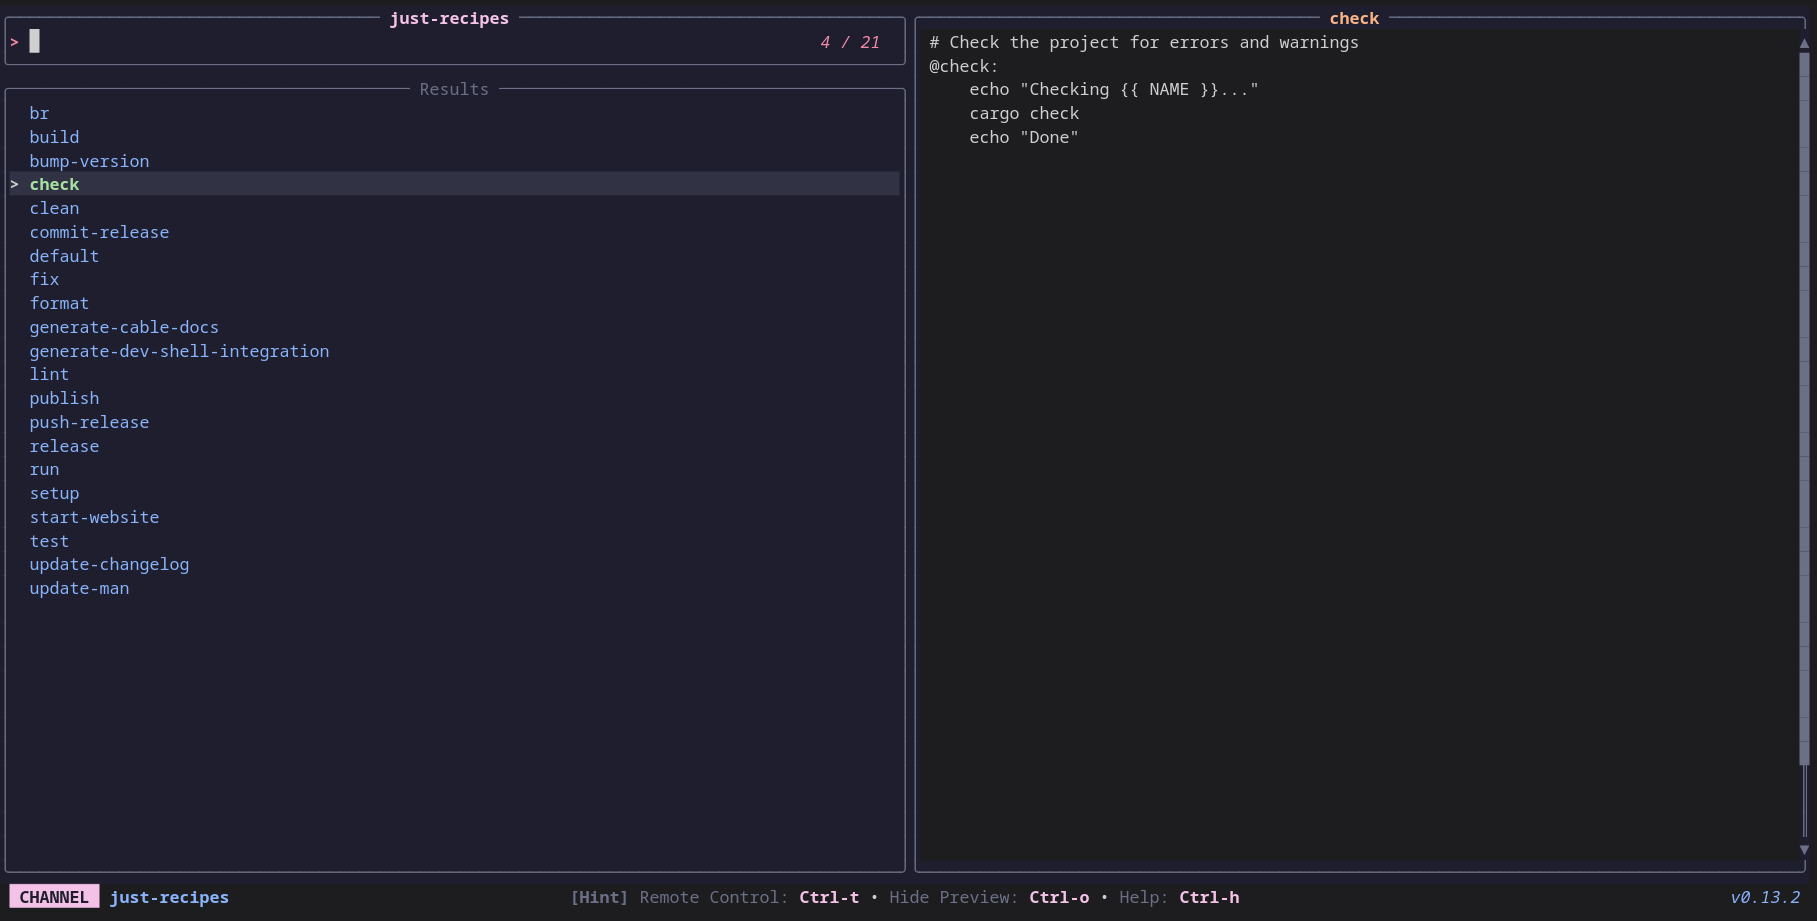 just-recipes
> 4 / 21
Results
br
build
bump-version
> check
clean
commit-release
default
fix
format
generate-cable-docs
generate-dev-shell-integration
lint
publish
push-release
release
run
setup
start-website
test
update-changelog
update-man
check
# Check the project for errors and warnings
@check:
    echo "Checking {{ NAME }}..."
    cargo check
    echo "Done"
CHANNEL just-recipes [Hint] Remote Control: Ctrl-t • Hide Preview: Ctrl-o • Help: Ctrl-h v0.13.2